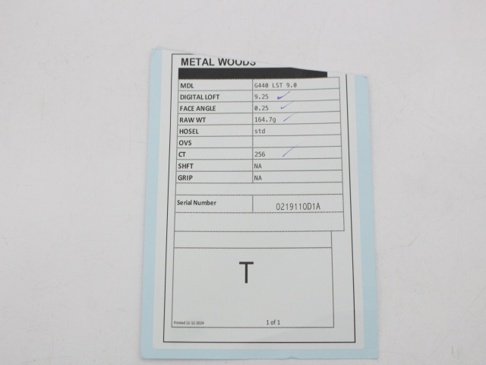 METAL WOODS
MDL G440 LST 9.0
DIGITAL LOFT 9.25
FACE ANGLE 0.25
RAW WT 164.7g
HOSEL std
OVS
CT 256
SHFT NA
GRIP NA
Serial Number 0219110D1A
T
1 of 1